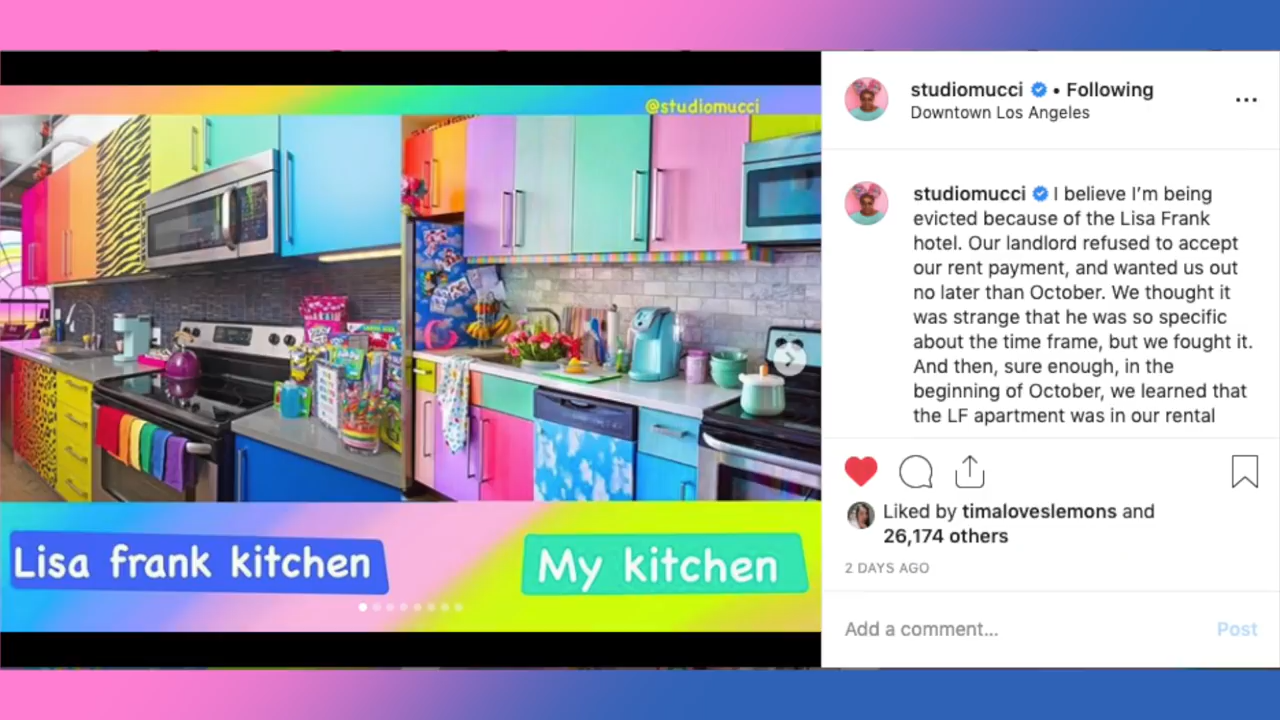 @studiomucci
Lisa frank kitchen
My kitchen
studiomucci • Following
Downtown Los Angeles
studiomucci I believe I’m being
evicted because of the Lisa Frank
hotel. Our landlord refused to accept
our rent payment, and wanted us out
no later than October. We thought it
was strange that he was so specific
about the time frame, but we fought it.
And then, sure enough, in the
beginning of October, we learned that
the LF apartment was in our rental
Liked by timaloveslemons and
26,174 others
2 DAYS AGO
Add a comment...
Post